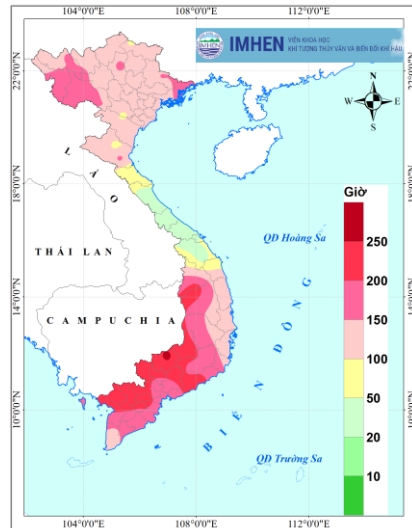 104°0'0"E 108°0'0"E 112°0'0"E
IMHEN VIỆN KHOA HỌC
KHÍ TƯỢNG THỦY VĂN VÀ BIẾN ĐỔI KHÍ HẬU
22°0'0"N
N
W E
S
18°0'0"N
LÀO
Giờ
250
200
150
100
50
20
10
QĐ Hoàng Sa
THÁI LAN
14°0'0"N
CAMPUCHIA
BIỂN ĐÔNG
10°0'0"N
QĐ Trường Sa
104°0'0"E 108°0'0"E 112°0'0"E